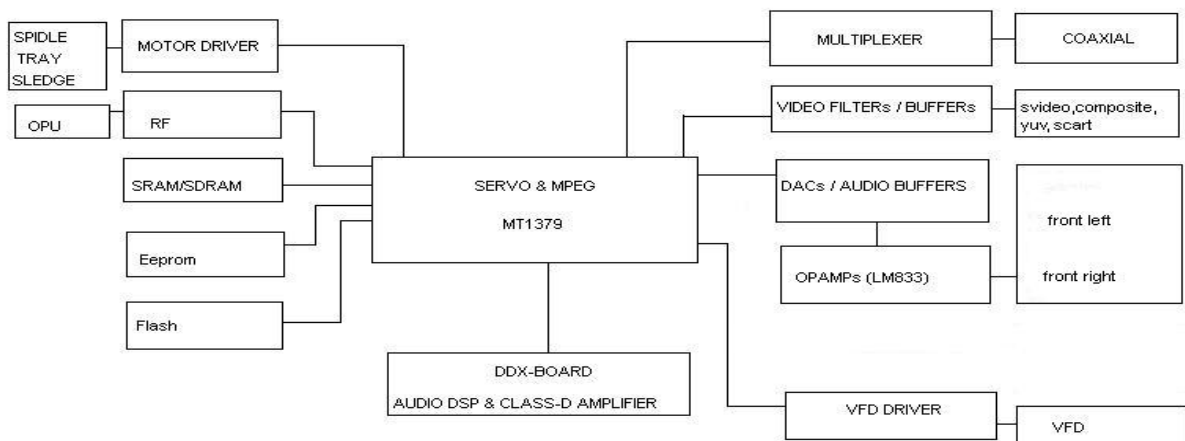 SPIDLE
TRAY
SLEDGE
MOTOR DRIVER
OPU
RF
SRAM/SDRAM
Eeprom
Flash
SERVO & MPEG
MT1379
DDX-BOARD
AUDIO DSP & CLASS-D AMPLIFIER
MULTIPLEXER
COAXIAL
VIDEO FILTERs / BUFFERs
svideo,composite,
yuv, scart
DACs / AUDIO BUFFERS
OPAMPs (LM833)
front left
front right
VFD DRIVER
VFD